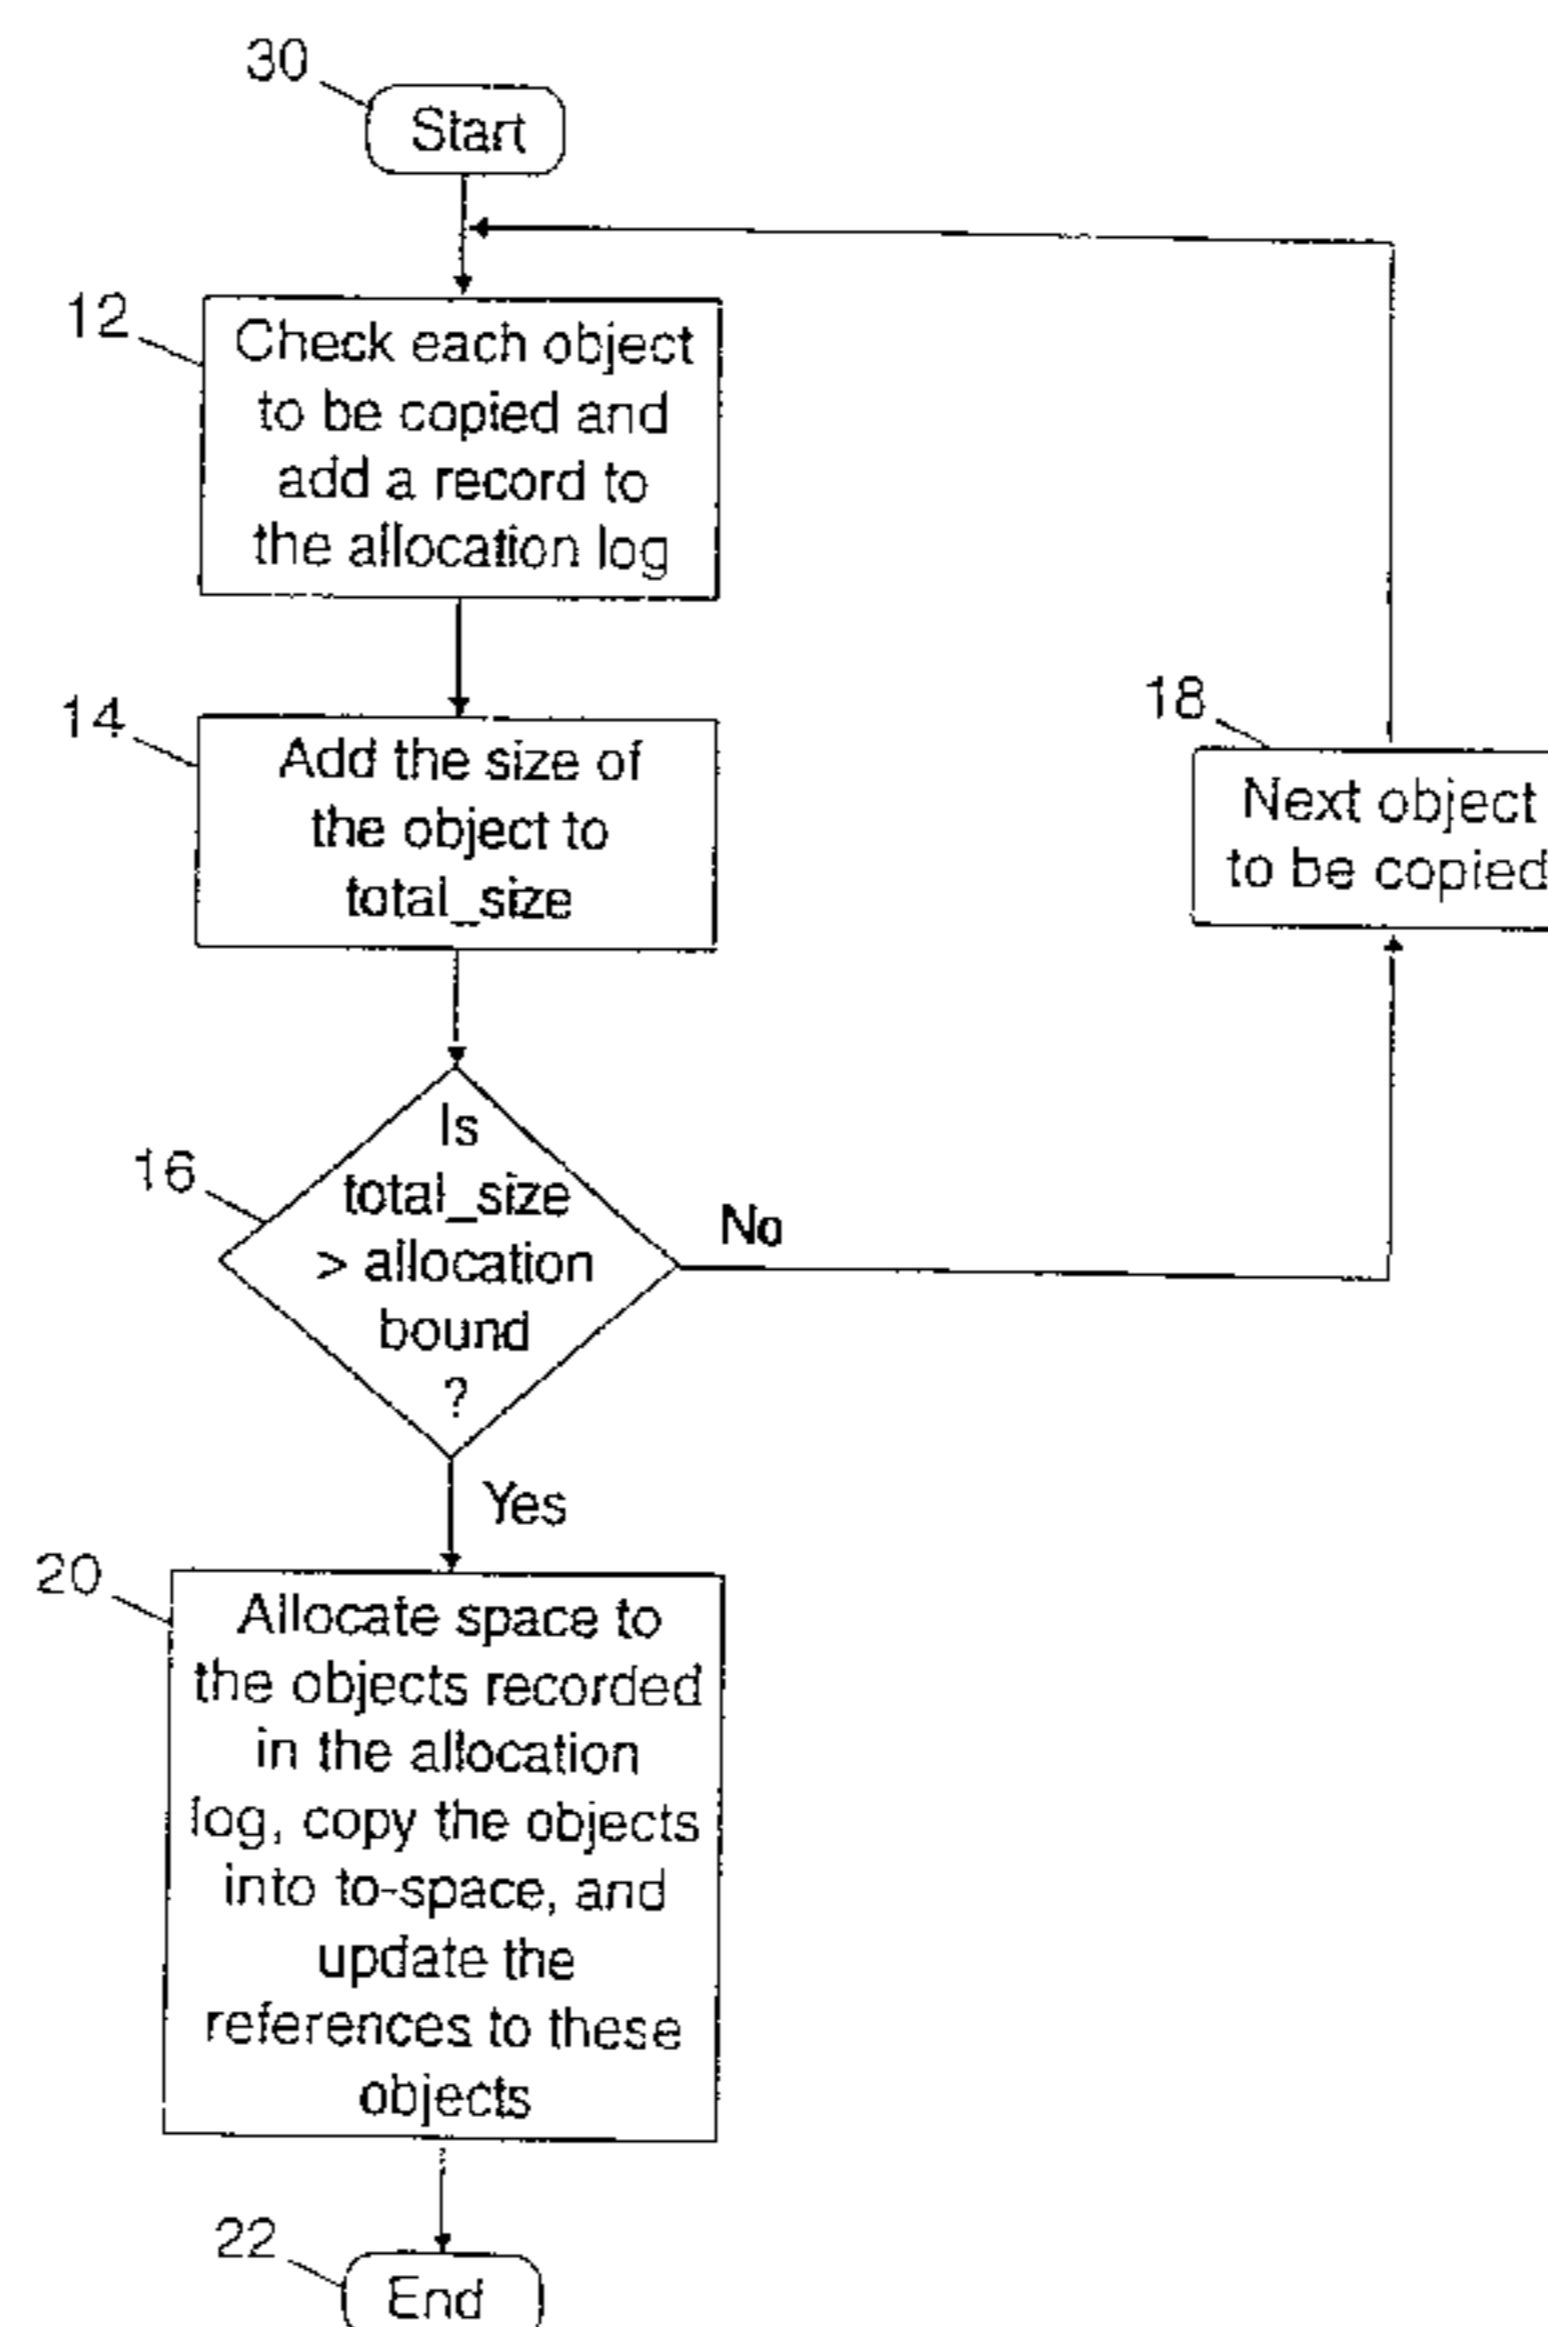 30
Start
12
Check each object
to be copied and
add a record to
the allocation log
14
Add the size of
the object to
total_size
18
Next object
to be copied
16
Is
total_size
> allocation
bound
?
No
Yes
20
Allocate space to
the objects recorded
in the allocation
log, copy the objects
into to-space, and
update the
references to these
objects
22
End